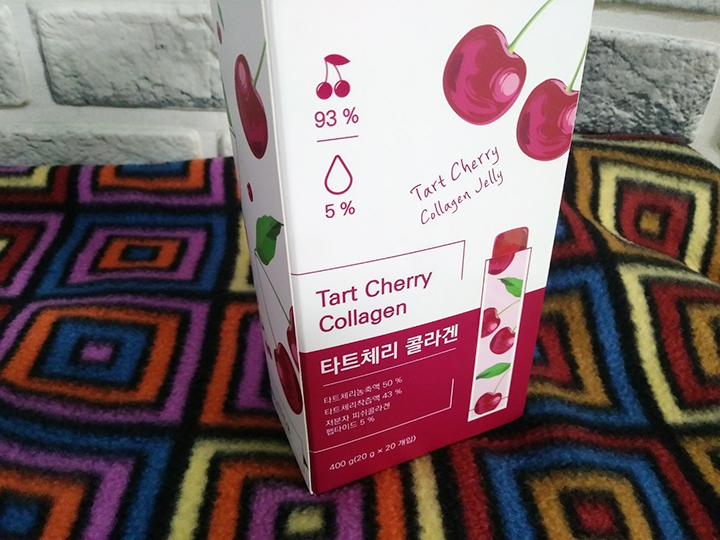 93 %
5 %
Tart Cherry
Collagen Jelly
Tart Cherry
Collagen
타트체리 콜라겐
타트체리농축액 50 %
타트체리착즙액 43 %
저분자 피쉬콜라겐
펩타이드 5 %
400 g(20 g × 20 개입)